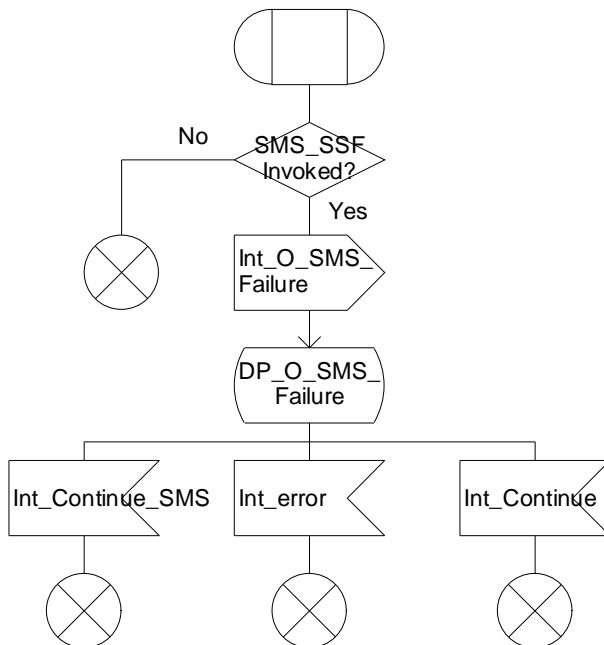 No
SMS_SSF
Invoked?
Yes
Int_O_SMS_
Failure
DP_O_SMS_
Failure
Int_Continue_SMS
Int_error
Int_Continue